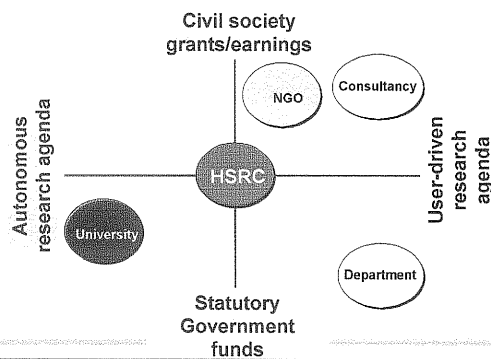 Civil society
grants/earnings
NGO
Consultancy
Autonomous
research agenda
HSRC
User-driven
research
agenda
University
Department
Statutory
Government
funds